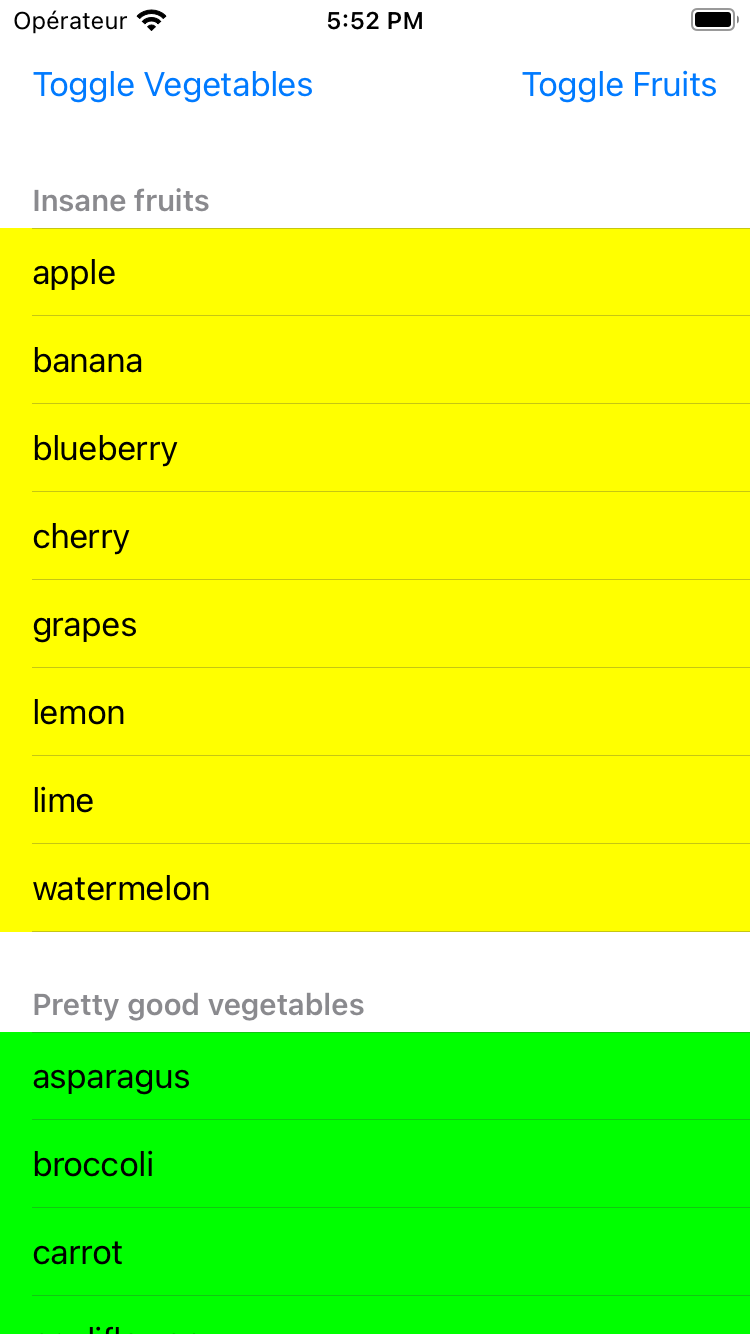 Opérateur 5:52 PM
Toggle Vegetables Toggle Fruits
Insane fruits
apple
banana
blueberry
cherry
grapes
lemon
lime
watermelon
Pretty good vegetables
asparagus
broccoli
carrot